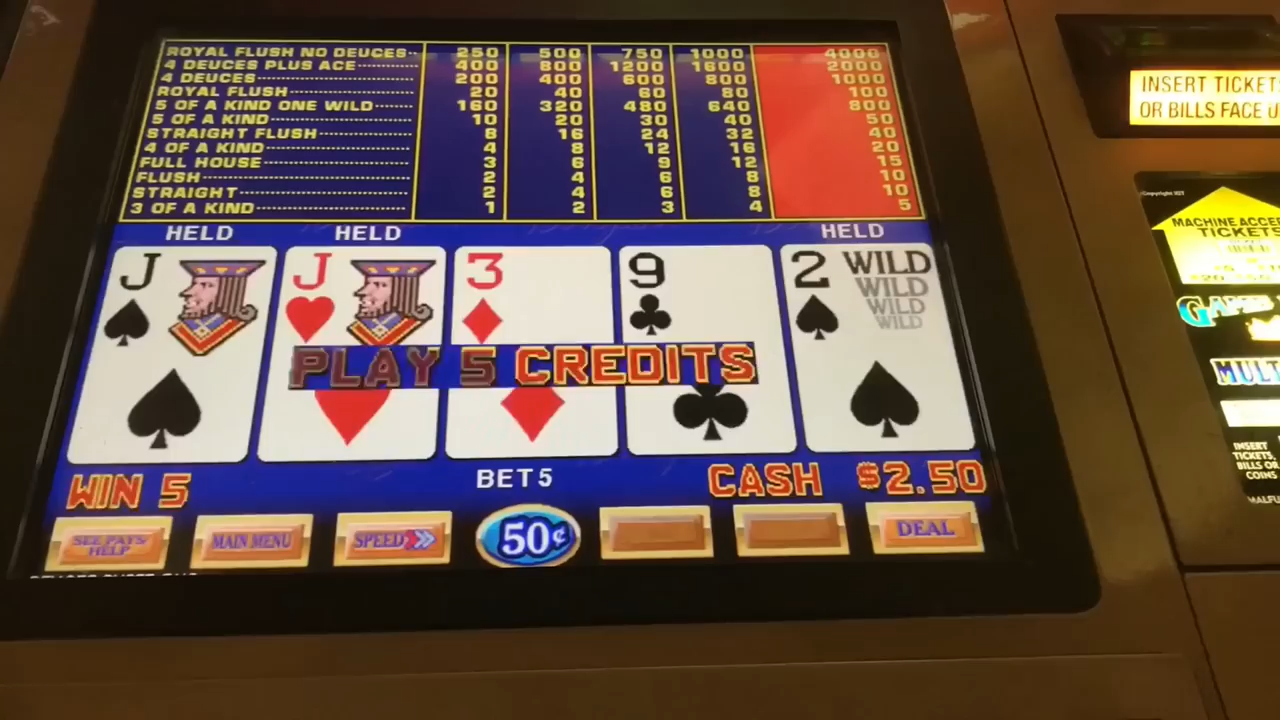 ROYAL FLUSH NO DEUCES 250 500 750 1000 4000
4 DEUCES PLUS ACE 400 800 1200 1600 2000
4 DEUCES 200 400 600 800 1000
ROYAL FLUSH 20 40 60 80 100
5 OF A KIND ONE WILD 160 320 480 640 800
5 OF A KIND 10 20 30 40 50
STRAIGHT FLUSH 8 16 24 32 40
4 OF A KIND 4 8 12 16 20
FULL HOUSE 3 6 9 12 15
FLUSH 2 4 6 8 10
STRAIGHT 2 4 6 8 10
3 OF A KIND 1 2 3 4 5
HELD HELD HELD
J J 3 9 2 WILD
WILD
WILD
WILD
PLAY 5 CREDITS
WIN 5 BET 5 CASH $2.50
SEE PAYS
HELP
MAIN MENU SPEED 50¢ DEAL
INSERT TICKET
OR BILLS FACE U
Copyright IGT
MACHINE ACCE
TICKETS
GAME
MULT
INSERT
TICKETS,
BILLS OR
COINS
MALF